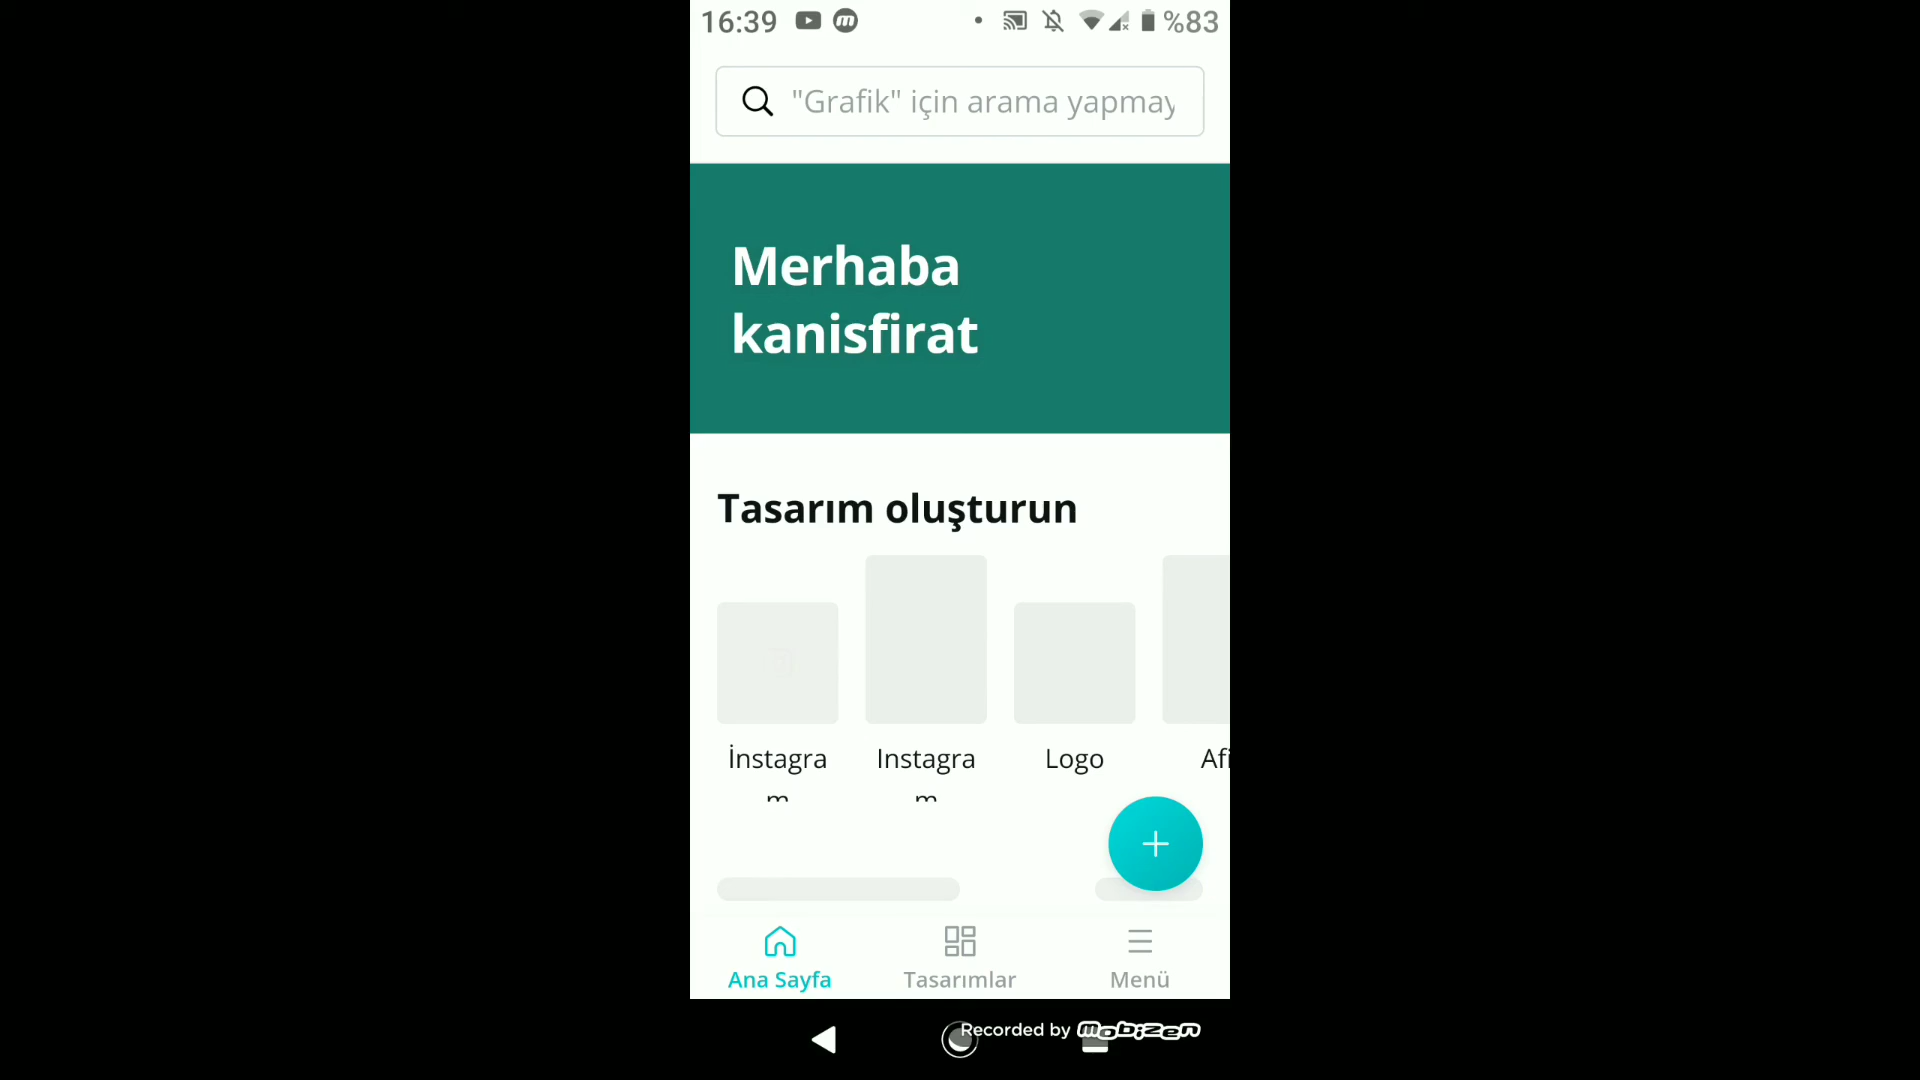 16:39 %83
"Grafik" için arama yapmay
Merhaba
kanisfirat
Tasarım oluşturun
İnstagra
m
Instagra
m
Logo
Afi
Ana Sayfa
Tasarımlar
Menü
Recorded by mobizen